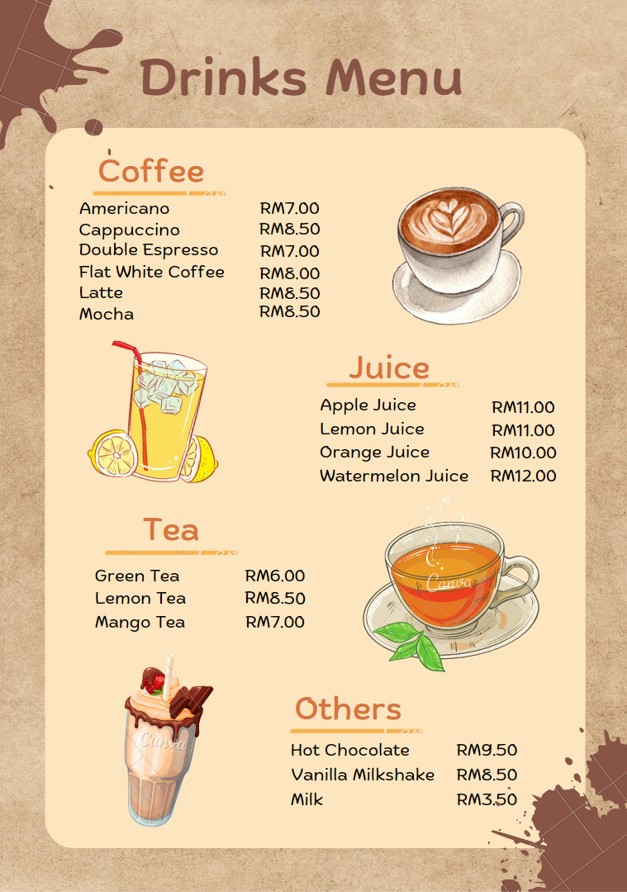 Drinks Menu
Coffee
Americano RM7.00
Cappuccino RM8.50
Double Espresso RM7.00
Flat White Coffee RM8.00
Latte RM8.50
Mocha RM8.50
Juice
Apple Juice RM11.00
Lemon Juice RM11.00
Orange Juice RM10.00
Watermelon Juice RM12.00
Tea
Green Tea RM6.00
Lemon Tea RM8.50
Mango Tea RM7.00
Canva
Canva
Others
Hot Chocolate RM9.50
Vanilla Milkshake RM8.50
Milk RM3.50